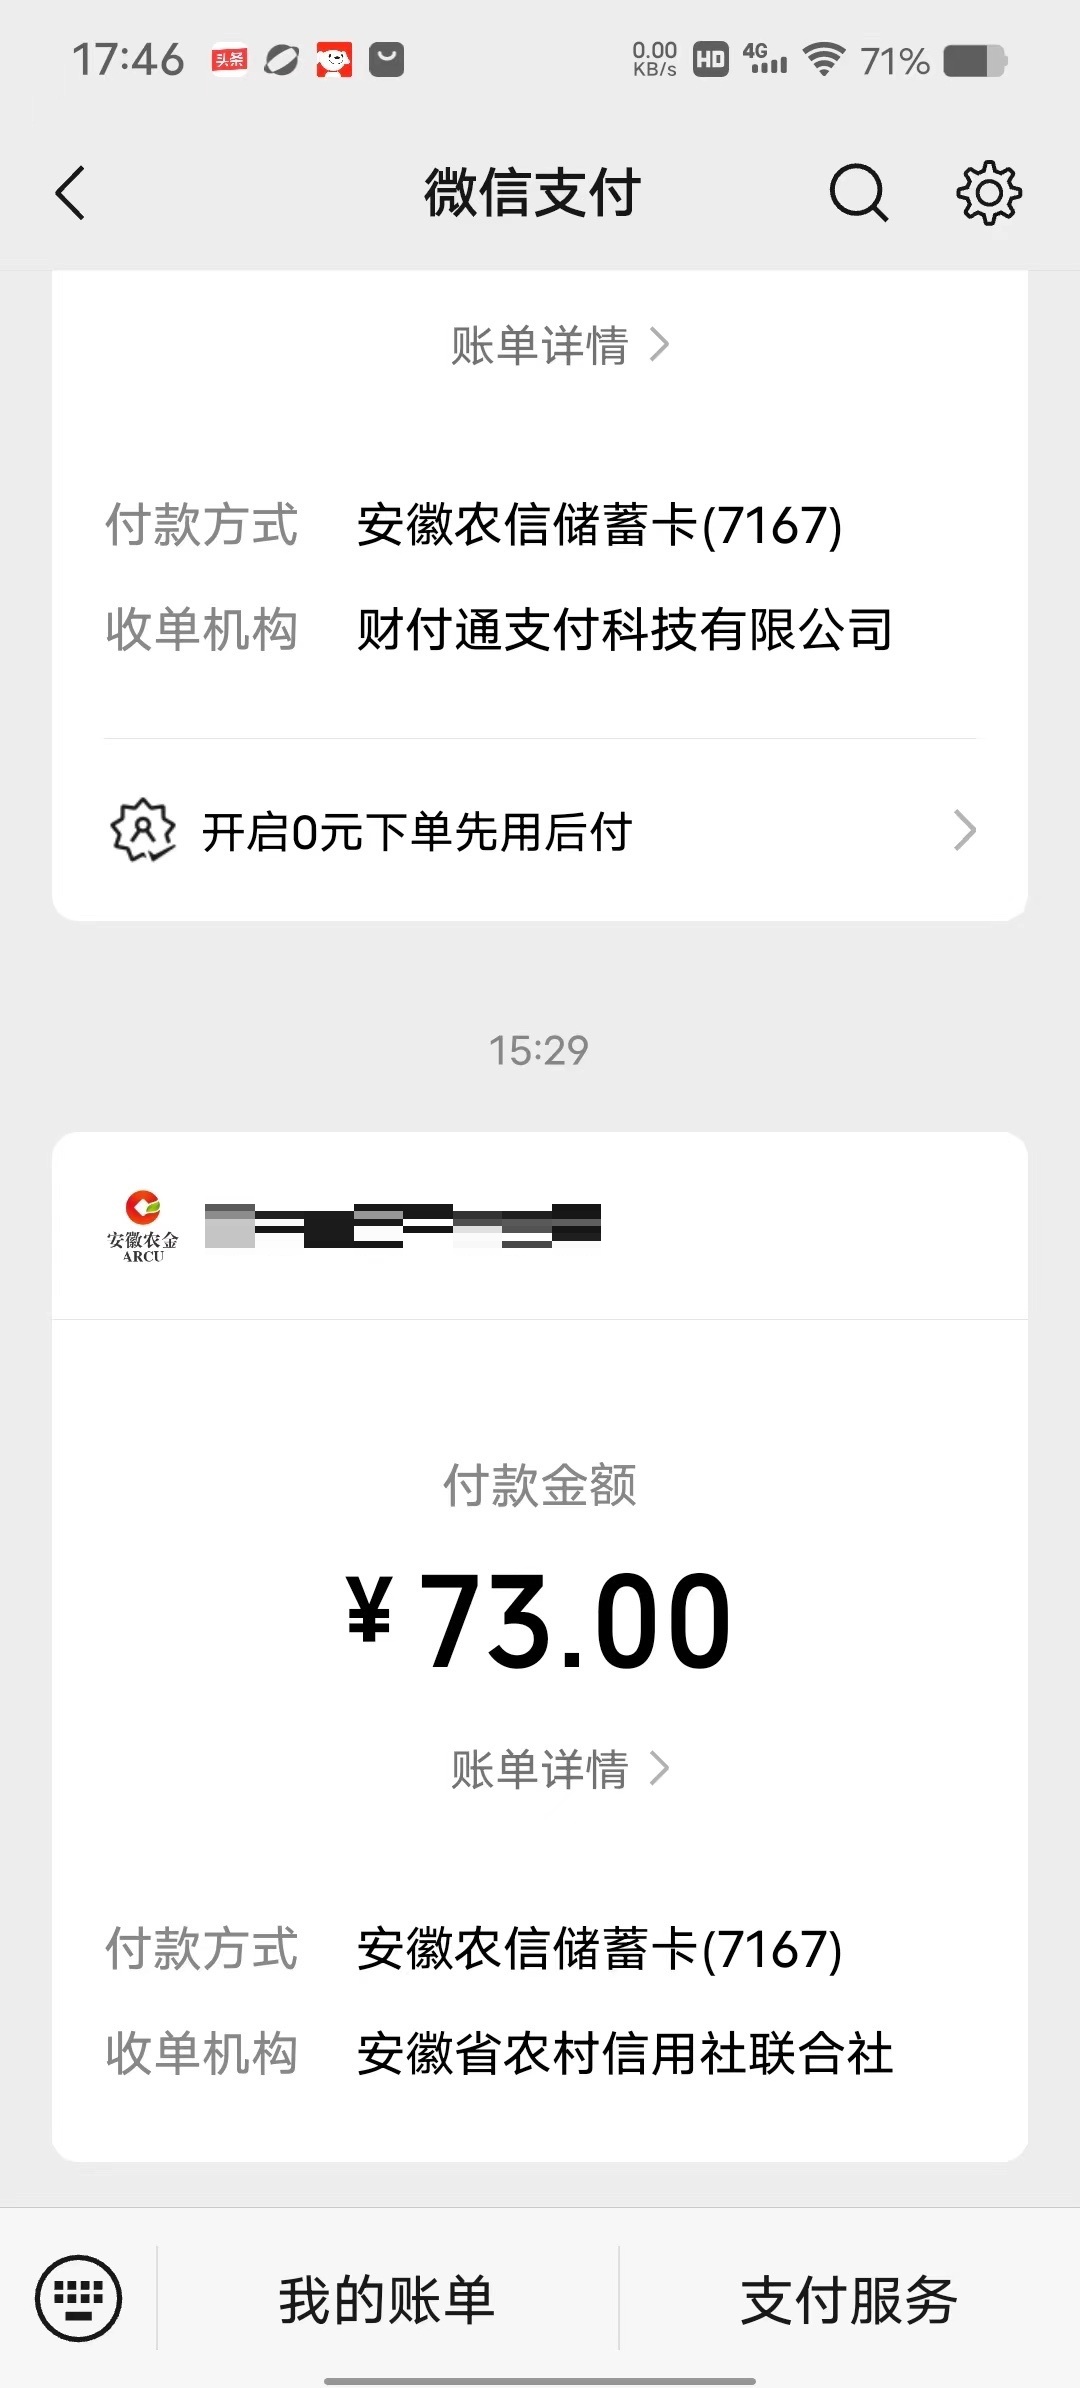 17:46 头条 0.00 KB/s HD 4G 71%
微信支付
账单详情
付款方式 安徽农信储蓄卡(7167)
收单机构 财付通支付科技有限公司
开启0元下单先用后付
15:29
安徽农金
ARCU
付款金额
¥73.00
账单详情
付款方式 安徽农信储蓄卡(7167)
收单机构 安徽省农村信用社联合社
我的账单 支付服务